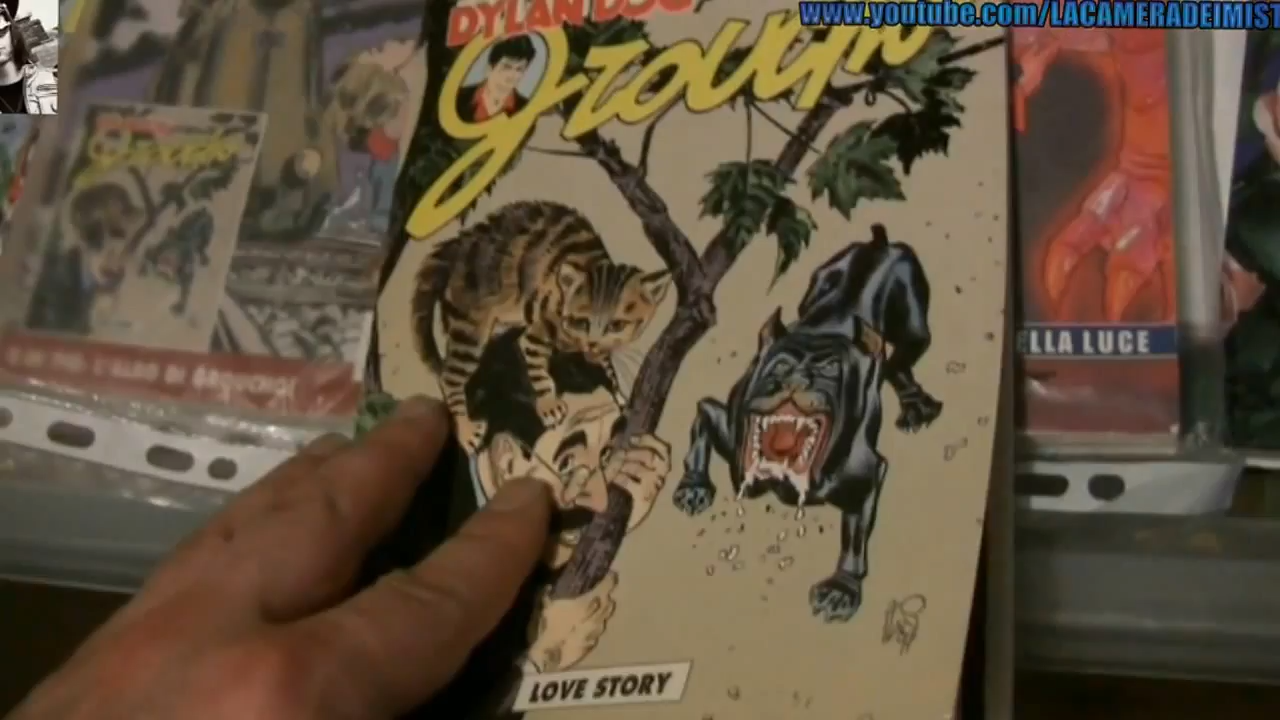 www.youtube.com/LACAMERADEIMIST
DYLAN DOG
Groucho
ELLA LUCE
LOVE STORY